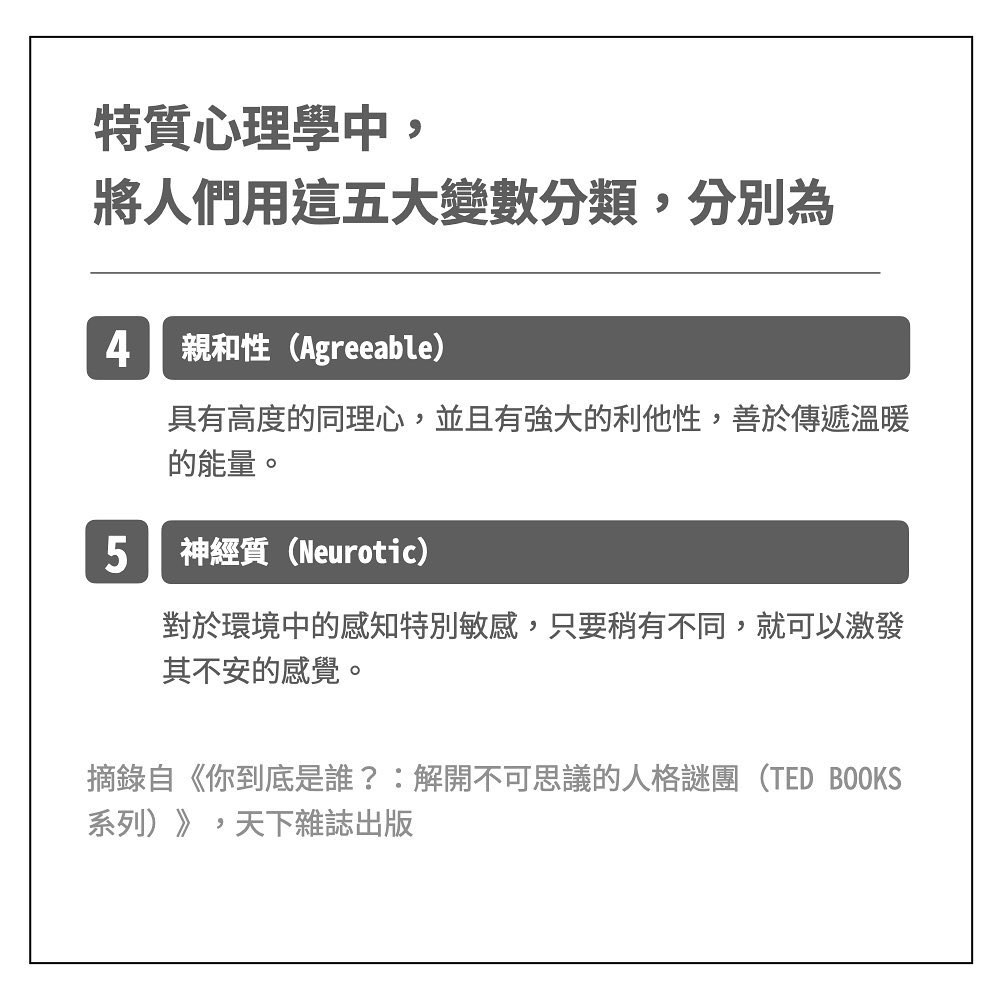 特質心理學中，
將人們用這五大變數分類，分別為
4 親和性（Agreeable）
具有高度的同理心，並且有強大的利他性，善於傳遞溫暖
的能量。
5 神經質（Neurotic）
對於環境中的感知特別敏感，只要稍有不同，就可以激發
其不安的感覺。
摘錄自《你到底是誰？：解開不可思議的人格謎團（TED BOOKS
系列）》，天下雜誌出版